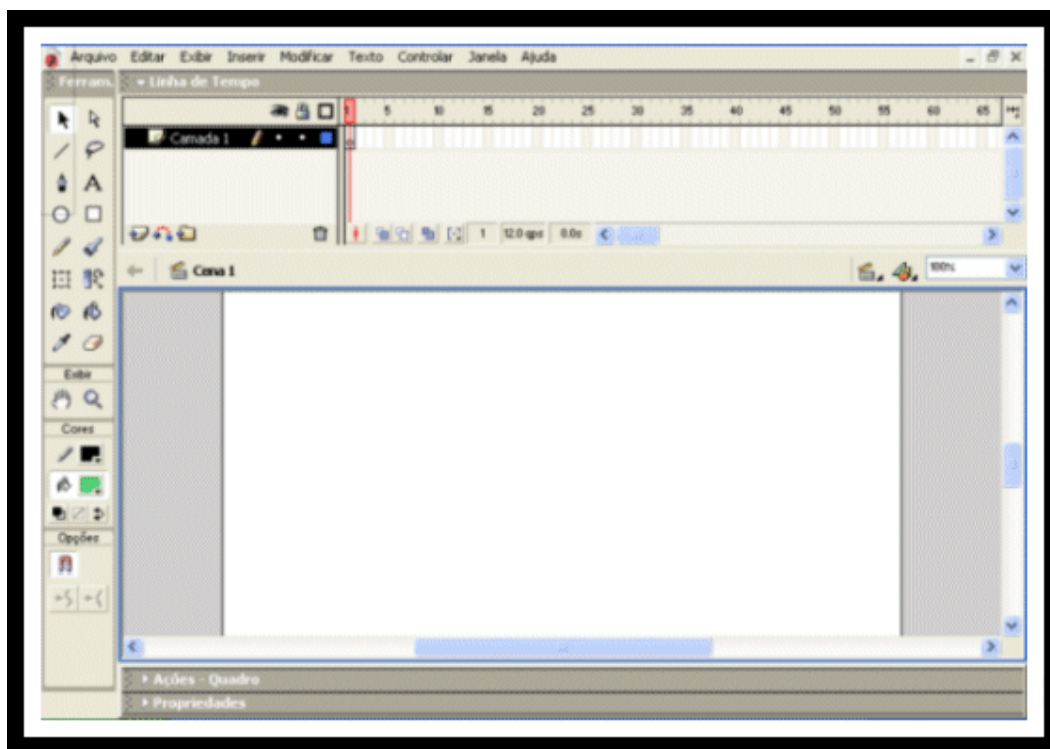 Arquivo Editar Exibir Inserir Modificar Texto Controlar Janela Ajuda
Ferram. Linha de Tempo
1 5 10 15 20 25 30 35 40 45 50 55 60 65
Camada 1
1 12.0 qps 0.0s
Cena 1 100%
A
Exibir
Cores
Opções
Ações - Quadro
Propriedades